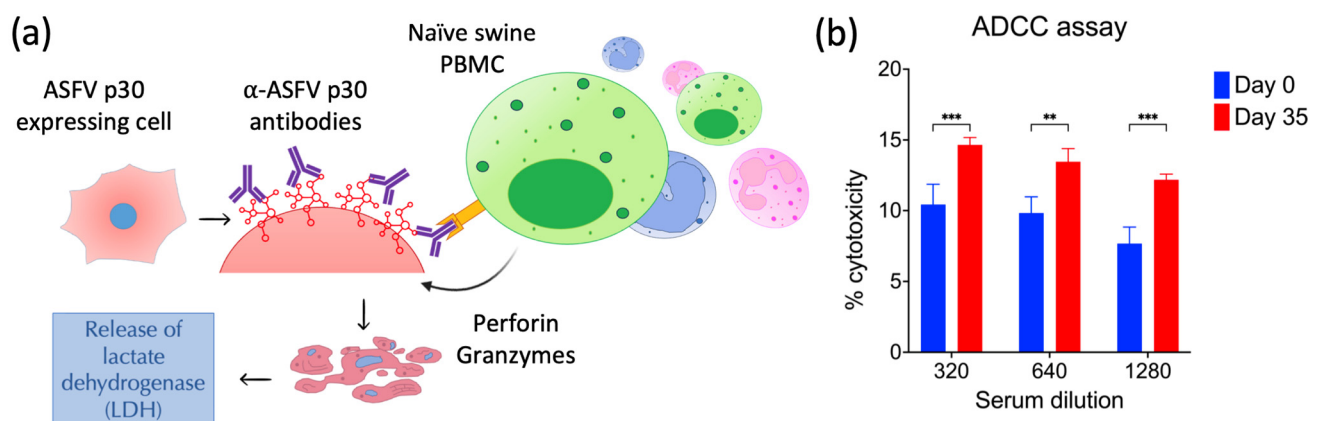 (a)
ASFV p30
expressing cell
α-ASFV p30
antibodies
Naïve swine
PBMC
Perforin
Granzymes
Release of
lactate
dehydrogenase
(LDH)
(b)
ADCC assay
% cytotoxicity
20
15
10
5
0
***
**
***
320
640
1280
Serum dilution
Day 0
Day 35